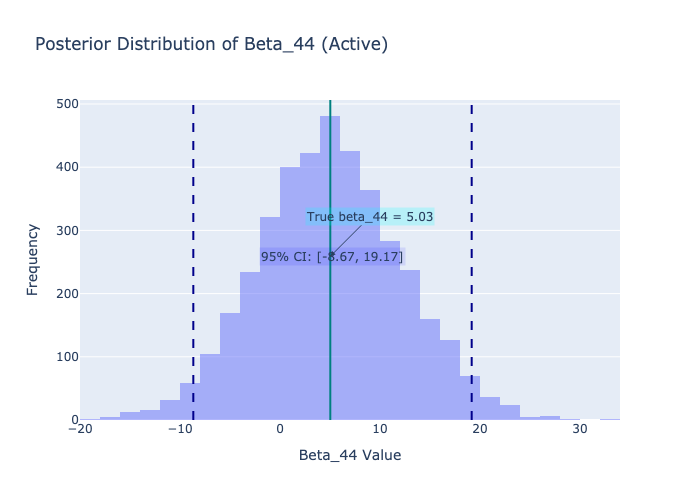 Posterior Distribution of Beta_44 (Active)
500
400
300
200
100
0
Frequency
True beta_44 = 5.03
95% CI: [-8.67, 19.17]
−20
−10
0
10
20
30
Beta_44 Value